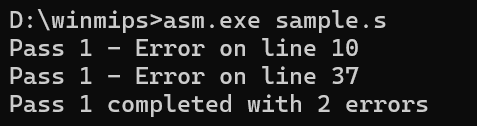 D:\winmips>asm.exe sample.s
Pass 1 - Error on line 10
Pass 1 - Error on line 37
Pass 1 completed with 2 errors